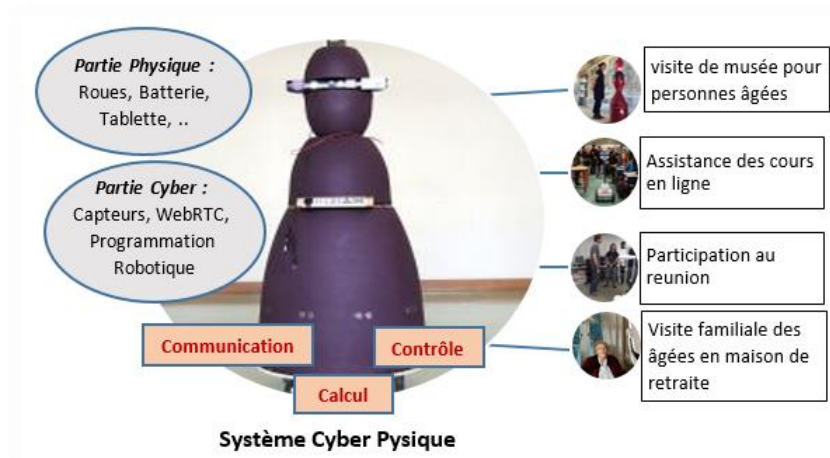 Partie Physique :
Roues, Batterie,
Tablette, ..
Partie Cyber :
Capteurs, WebRTC,
Programmation
Robotique
Communication
Contrôle
Calcul
Système Cyber Pysique
visite de musée pour
personnes âgées
Assistance des cours
en ligne
Participation au
reunion
Visite familiale des
âgées en maison de
retraite